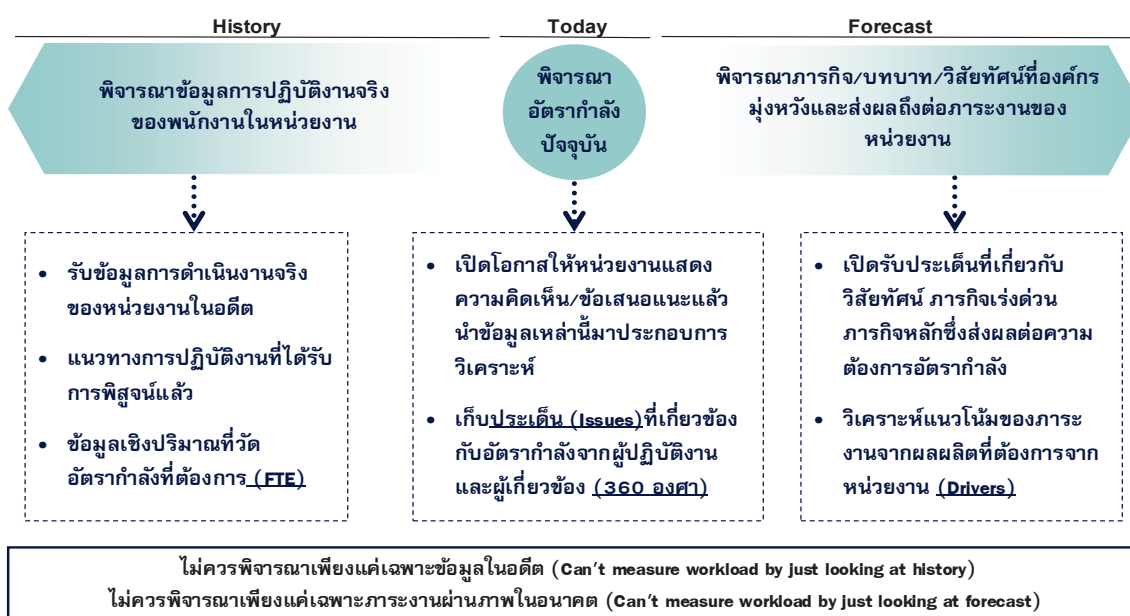 History
Today
Forecast
พิจารณาข้อมูลการปฏิบัติงานจริง
ของพนักงานในหน่วยงาน
พิจารณา
อัตรากำลัง
ปัจจุบัน
พิจารณาภารกิจ/บทบาท/วิสัยทัศน์ที่องค์กร
มุ่งหวังและส่งผลถึงต่อภาระงานของ
หน่วยงาน
• รับข้อมูลการดำเนินงานจริง
ของหน่วยงานในอดีต
• แนวทางการปฏิบัติงานที่ได้รับ
การพิสูจน์แล้ว
• ข้อมูลเชิงปริมาณที่วัด
อัตรากำลังที่ต้องการ (FTE)
• เปิดโอกาสให้หน่วยงานแสดง
ความคิดเห็น/ข้อเสนอแนะแล้ว
นำข้อมูลเหล่านี้มาประกอบการ
วิเคราะห์
• เก็บประเด็น (Issues)ที่เกี่ยวข้อง
กับอัตรากำลังจากผู้ปฏิบัติงาน
และผู้เกี่ยวข้อง (360 องศา)
• เปิดรับประเด็นที่เกี่ยวกับ
วิสัยทัศน์ ภารกิจเร่งด่วน
ภารกิจหลักซึ่งส่งผลต่อความ
ต้องการอัตรากำลัง
• วิเคราะห์แนวโน้มของภาระ
งานจากผลผลิตที่ต้องการจาก
หน่วยงาน (Drivers)
ไม่ควรพิจารณาเพียงแค่เฉพาะข้อมูลในอดีต (Can't measure workload by just looking at history)
ไม่ควรพิจารณาเพียงแค่เฉพาะภาระงานผ่านภาพในอนาคต (Can't measure workload by just looking at forecast)